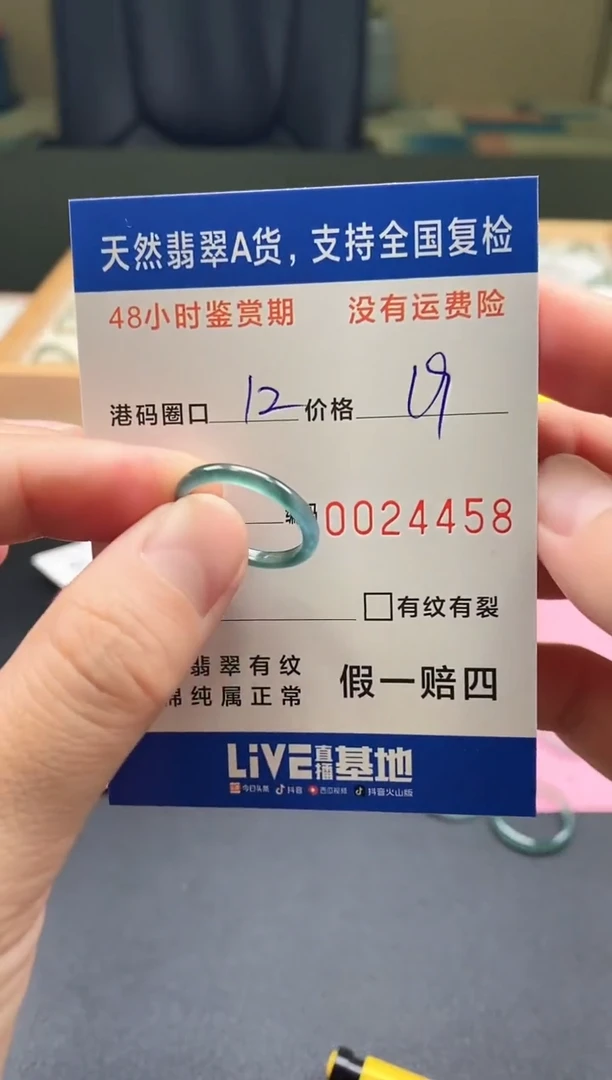 天然翡翠A货，支持全国复检
48小时鉴赏期 没有运费险
港码圈口 12 价格 19
0024458
□有纹有裂
翡翠有纹
棉纯属正常 假一赔四
LiVE直播基地
今日头条 抖音 西瓜视频 抖音火山版